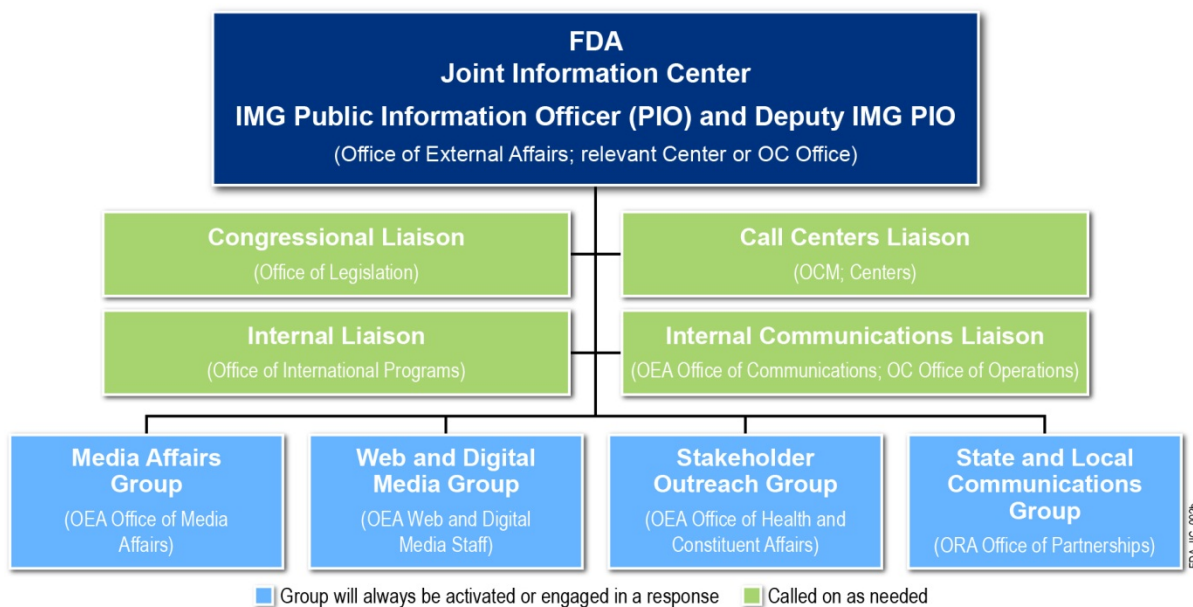 FDA
Joint Information Center
IMG Public Information Officer (PIO) and Deputy IMG PIO
(Office of External Affairs; relevant Center or OC Office)
Congressional Liaison
(Office of Legislation)
Call Centers Liaison
(OCM; Centers)
Internal Liaison
(Office of International Programs)
Internal Communications Liaison
(OEA Office of Communications; OC Office of Operations)
Media Affairs
Group
(OEA Office of Media
Affairs)
Web and Digital
Media Group
(OEA Web and Digital
Media Staff)
Stakeholder
Outreach Group
(OEA Office of Health and
Constituent Affairs)
State and Local
Communications
Group
(ORA Office of Partnerships)
Group will always be activated or engaged in a response
Called on as needed